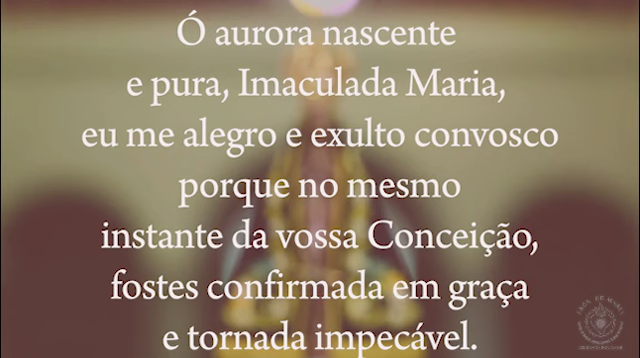 Ó aurora nascente
e pura, Imaculada Maria,
eu me alegro e exulto convosco
porque no mesmo
instante da vossa Conceição,
fostes confirmada em graça
e tornada impecável.